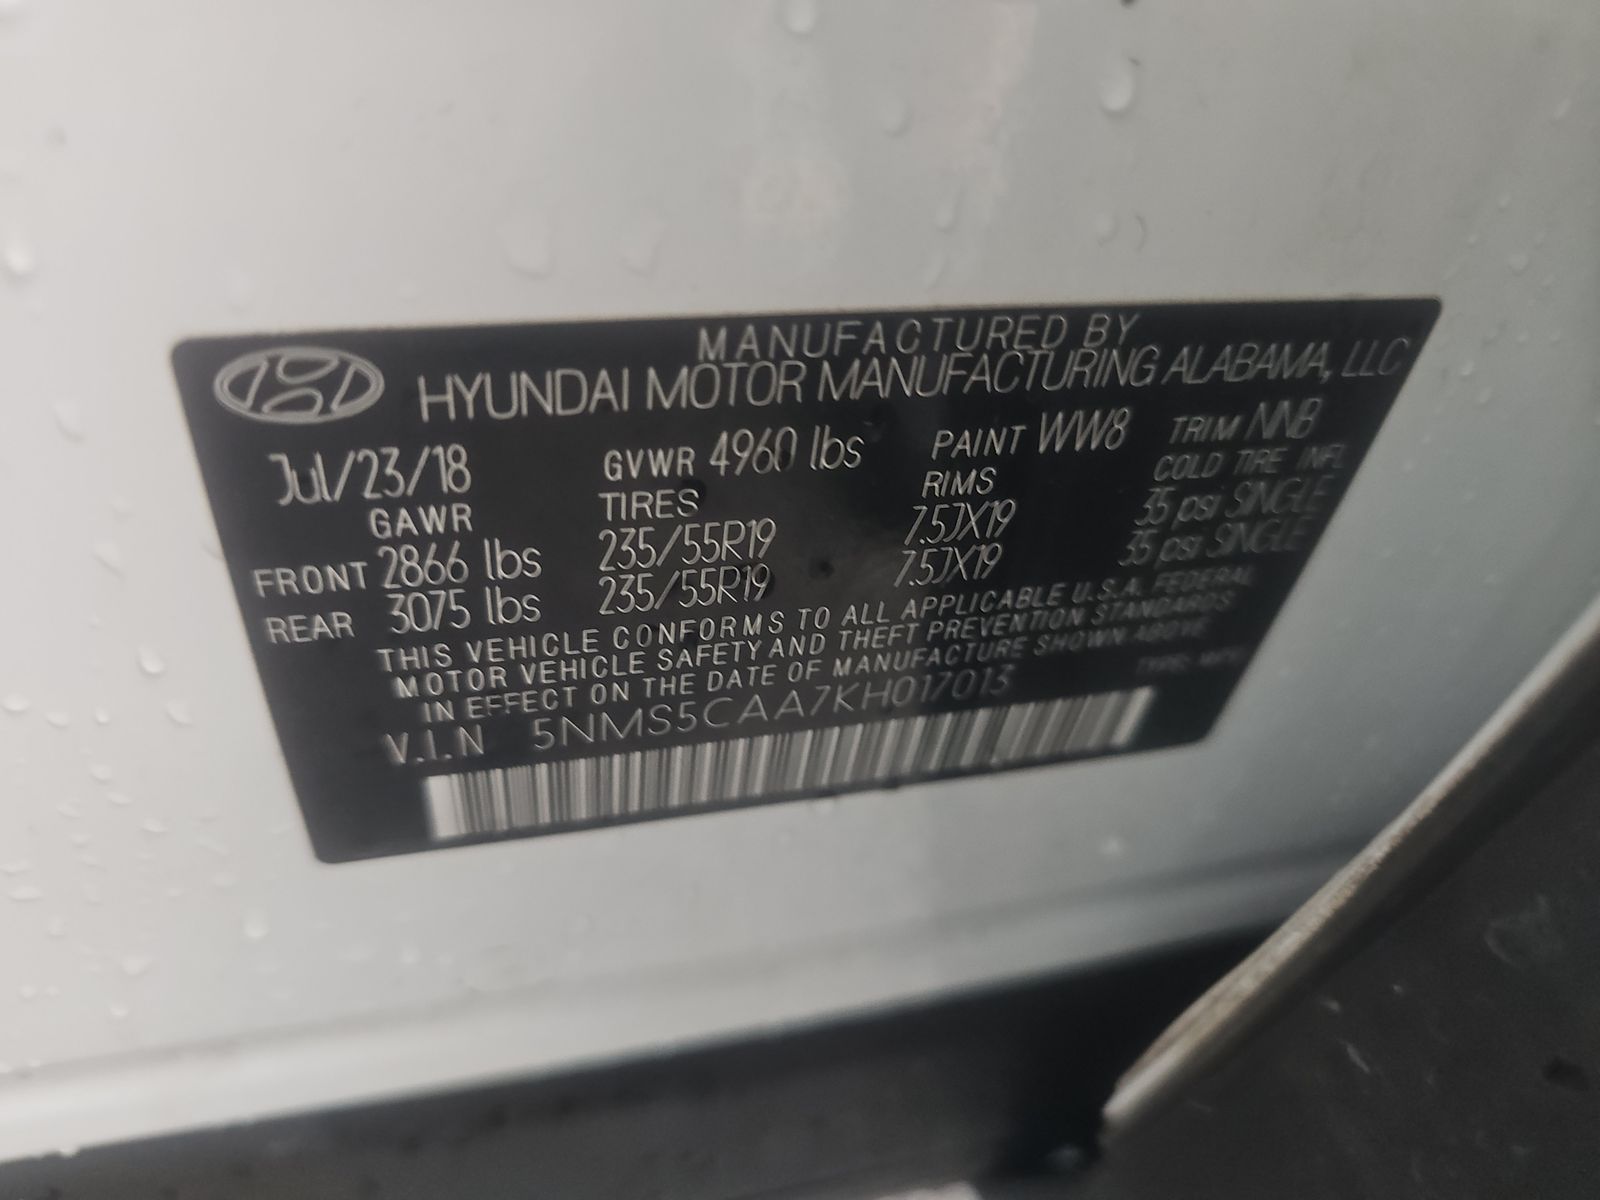 MANUFACTURED BY
HYUNDAI MOTOR MANUFACTURING ALABAMA, LLC
Jul/23/18 GVWR 4960 lbs PAINT WW8 TRIM NNB
GAWR TIRES RIMS COLD TIRE INFL
FRONT 2866 lbs 235/55R19 7.5JX19 35 psi SINGLE
REAR 3075 lbs 235/55R19 7.5JX19 35 psi SINGLE
THIS VEHICLE CONFORMS TO ALL APPLICABLE U.S.A. FEDERAL
MOTOR VEHICLE SAFETY AND THEFT PREVENTION STANDARDS
IN EFFECT ON THE DATE OF MANUFACTURE SHOWN ABOVE
V.I.N 5NMS5CAA7KH017013 TYPE: